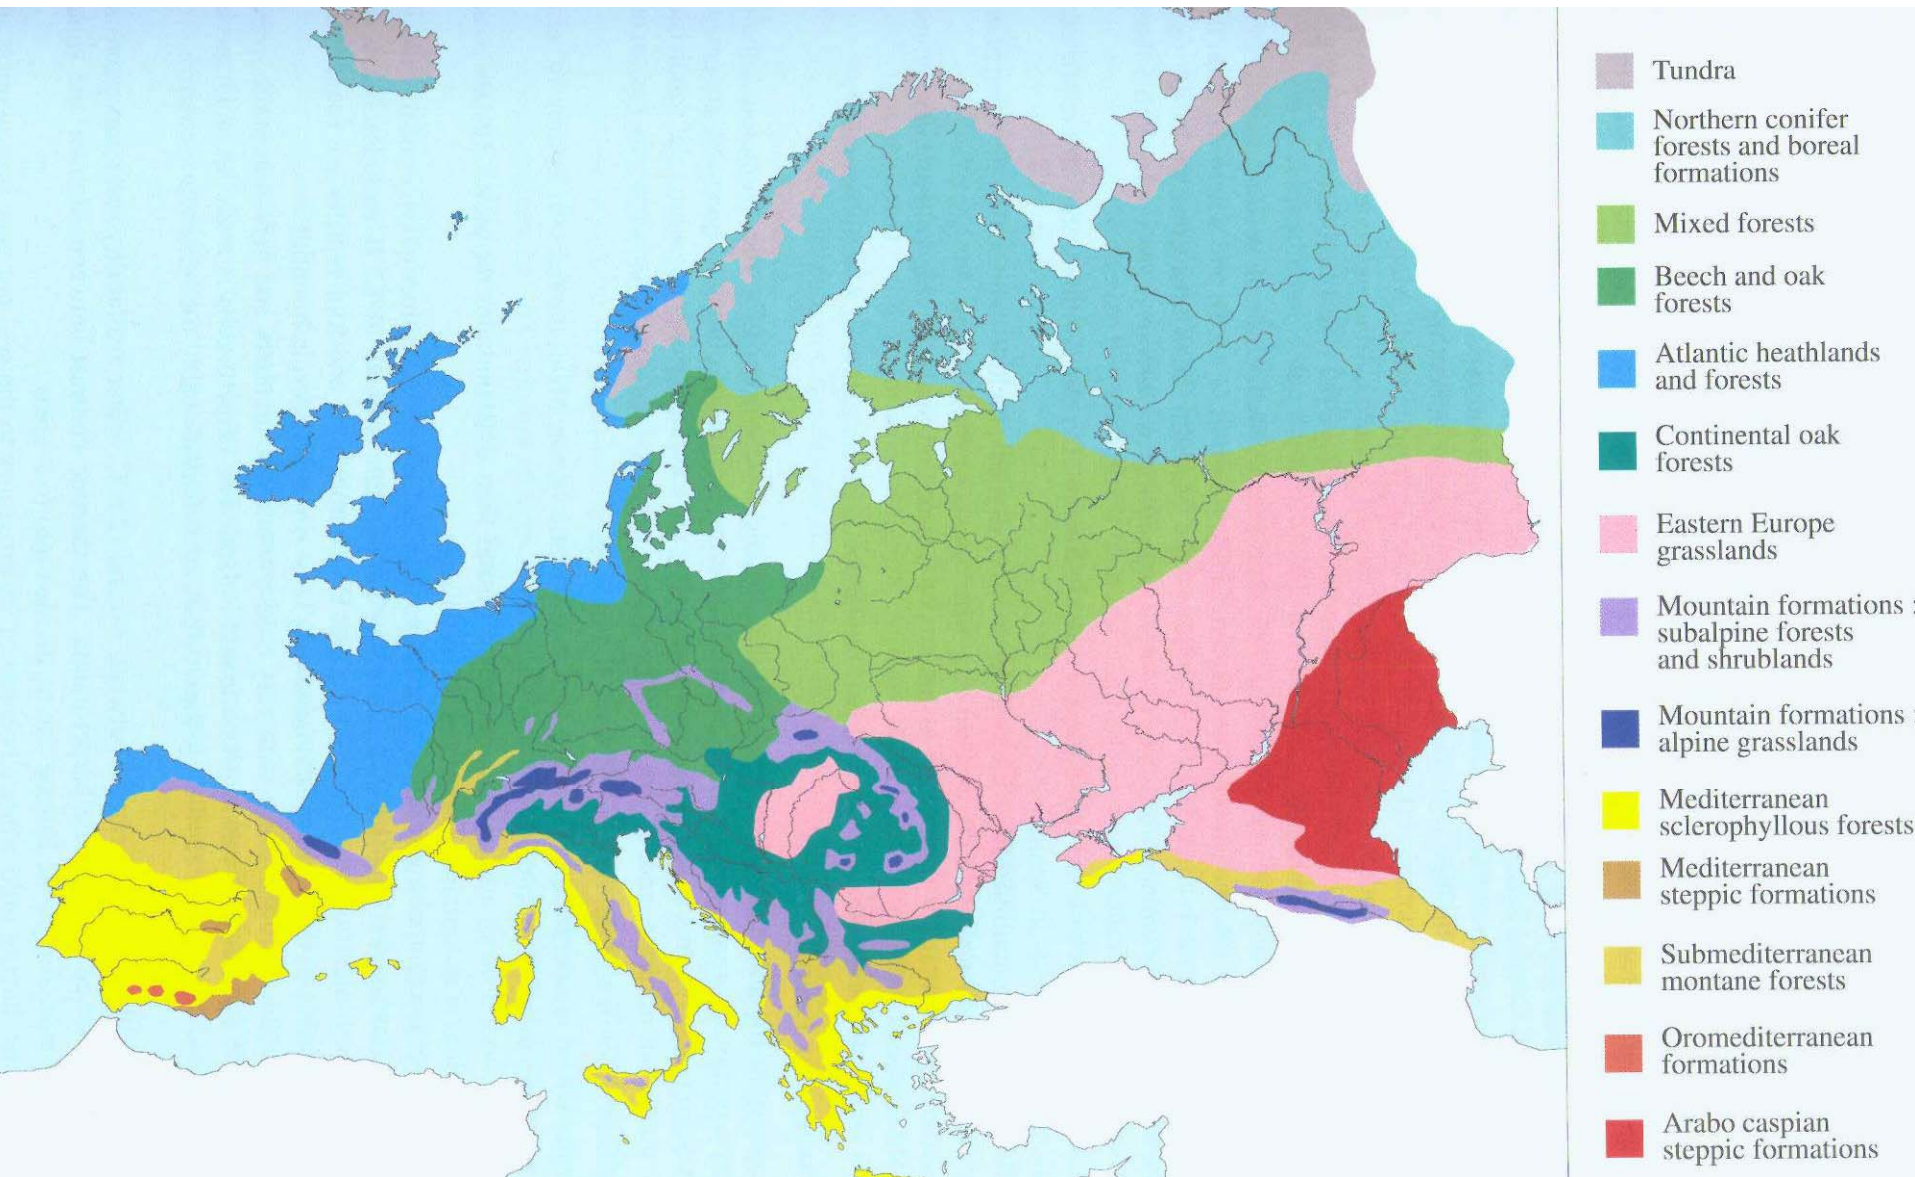 Tundra
Northern conifer
forests and boreal
formations
Mixed forests
Beech and oak
forests
Atlantic heathlands
and forests
Continental oak
forests
Eastern Europe
grasslands
Mountain formations :
subalpine forests
and shrublands
Mountain formations :
alpine grasslands
Mediterranean
sclerophyllous forests
Mediterranean
steppic formations
Submediterranean
montane forests
Oromediterranean
formations
Arabo caspian
steppic formations